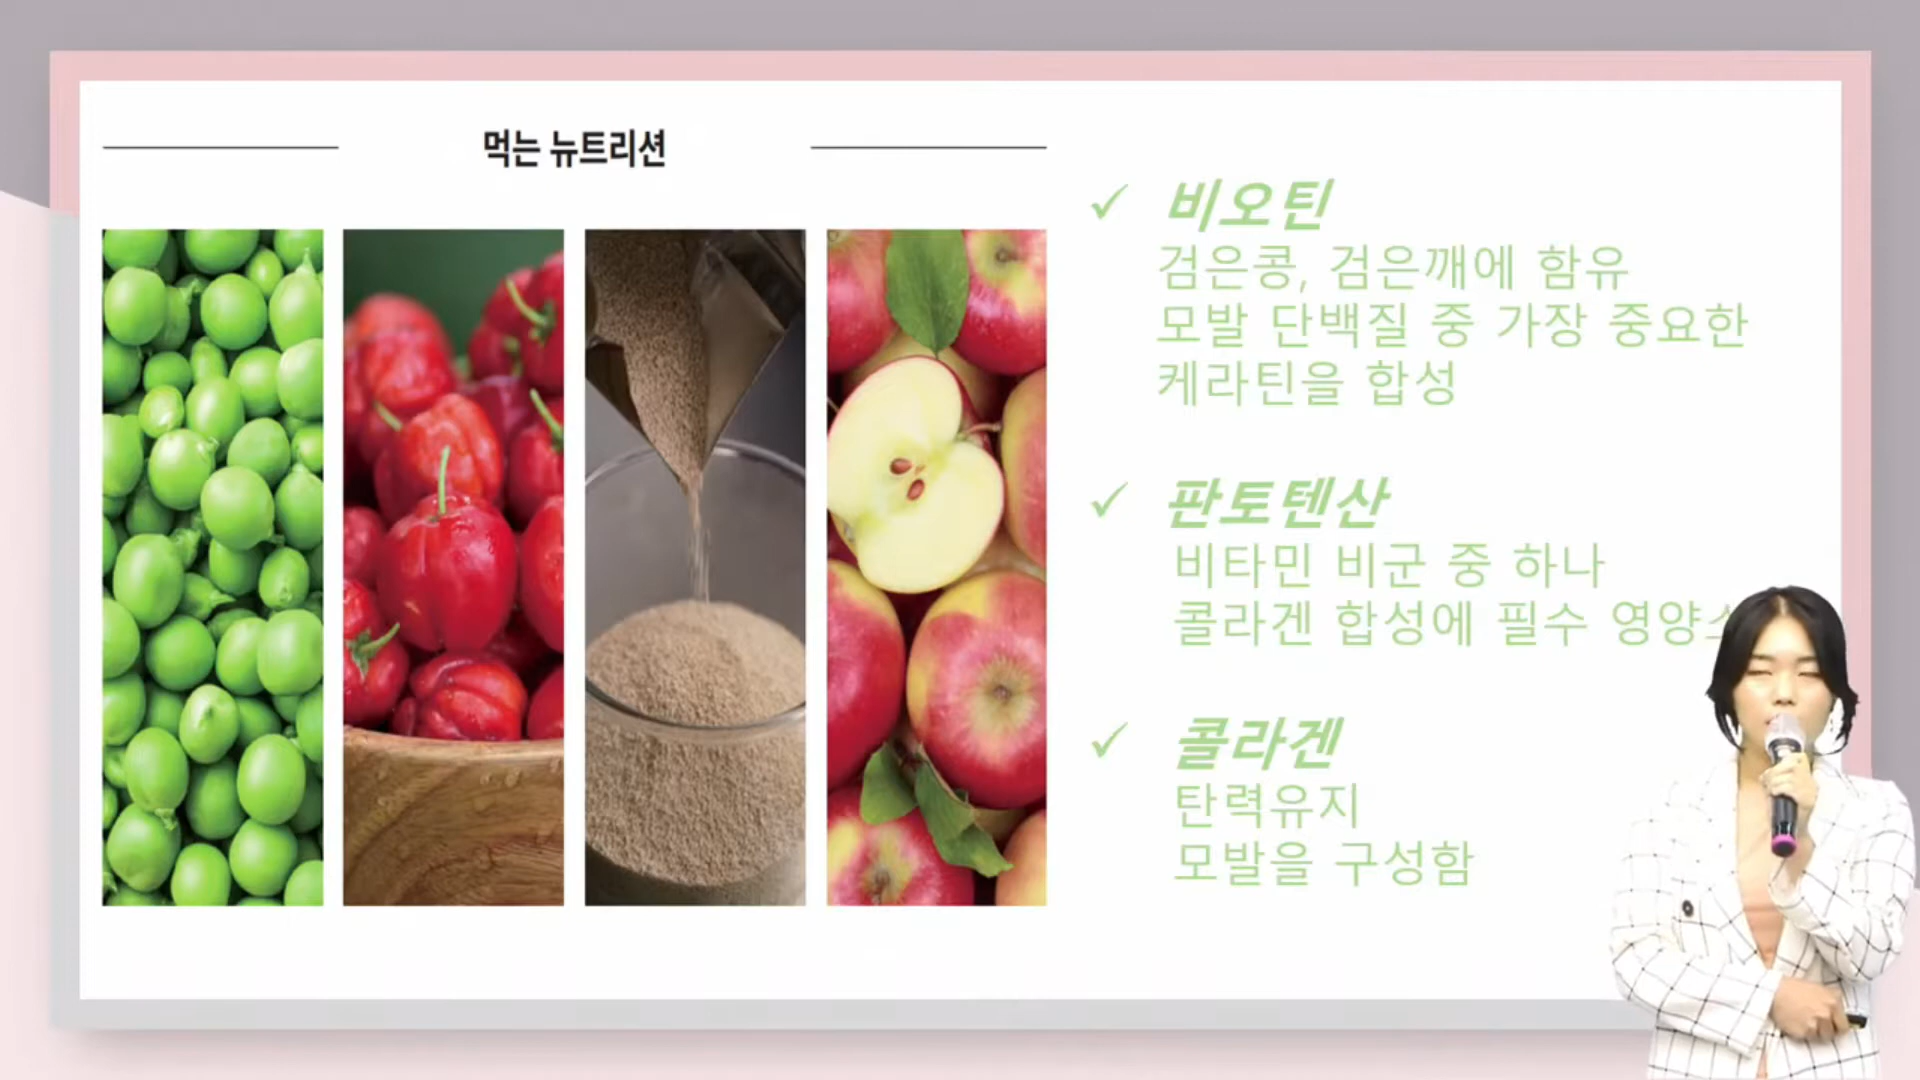 먹는 뉴트리션
✓ 비오틴
검은콩, 검은깨에 함유
모발 단백질 중 가장 중요한
케라틴을 합성
✓ 판토텐산
비타민 비군 중 하나
콜라겐 합성에 필수
✓ 콜라겐
탄력유지
모발을 구성함